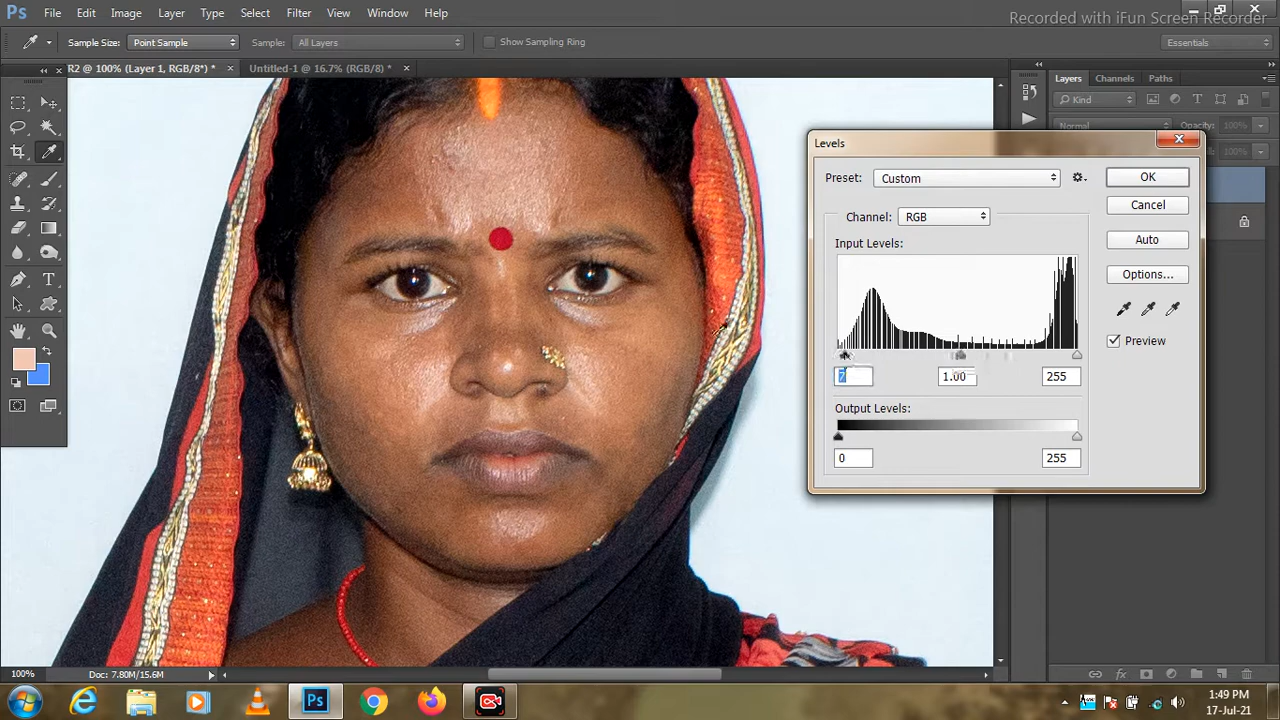 Ps File Edit Image Layer Type Select Filter View Window Help
Recorded with iFun Screen Recorder
Sample Size: Point Sample Sample: All Layers Show Sampling Ring Essentials
R2 @ 100% (Layer 1, RGB/8*) * × Untitled-1 @ 16.7% (RGB/8) * ×
Layers Channels Paths
Kind
Normal Opacity: 100%
100%
Levels
Preset: Custom OK
Cancel
Channel: RGB
Auto
Input Levels:
Options...
Preview
7 1.00 255
Output Levels:
0 255
T
100% Doc: 7.80M/15.6M
fx
Ps
1:49 PM
17-Jul-21